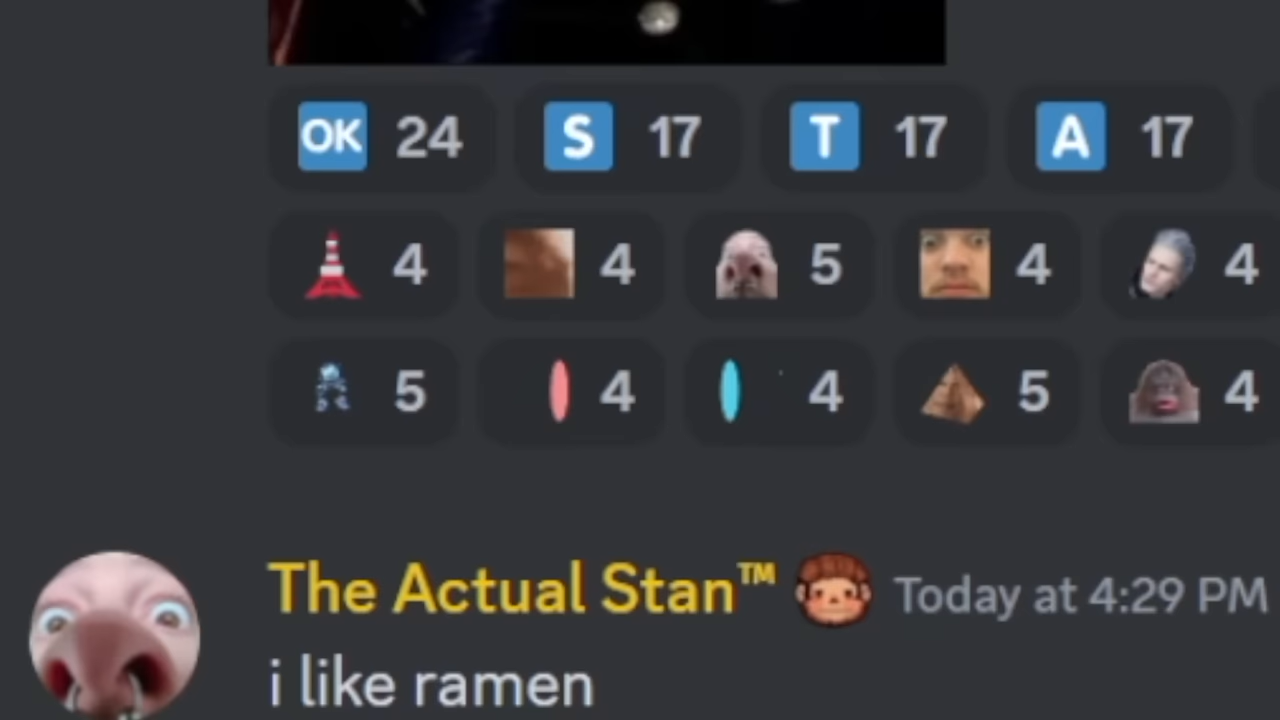 OK 24 S 17 T 17 A 17
4 4 5 4 4
5 4 4 5 4
The Actual Stan™ Today at 4:29 PM
i like ramen